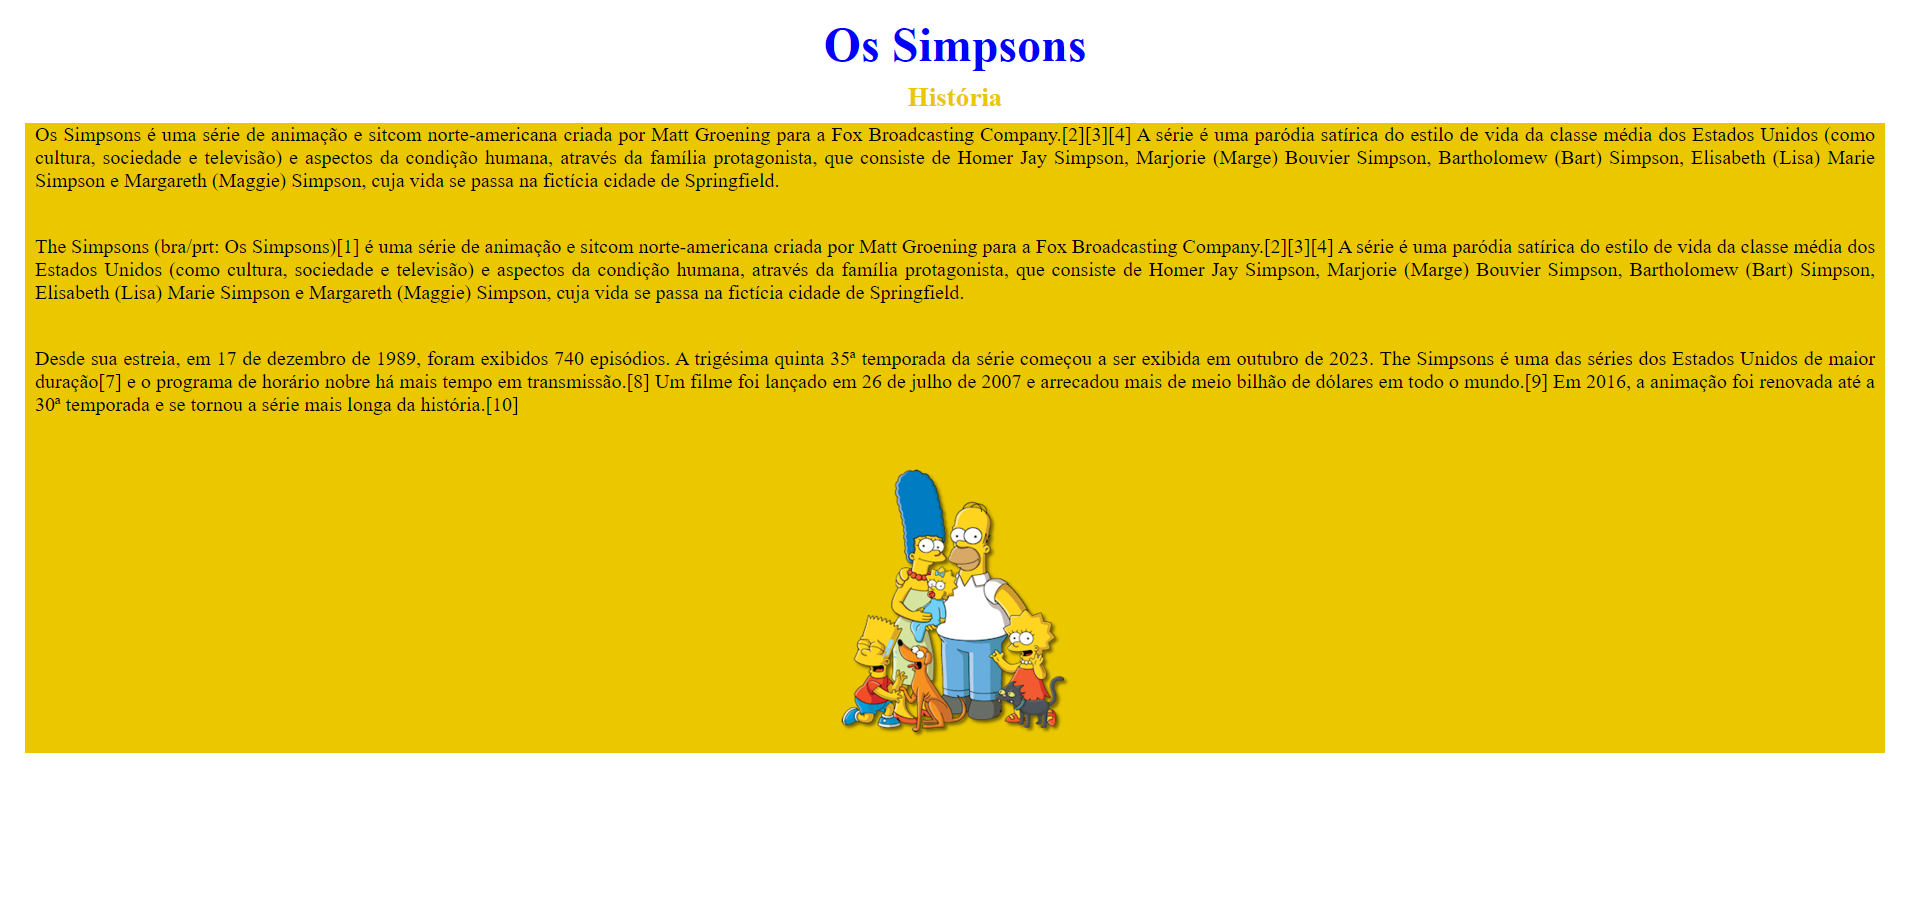 Os Simpsons
História
Os Simpsons é uma série de animação e sitcom norte-americana criada por Matt Groening para a Fox Broadcasting Company.[2][3][4] A série é uma paródia satírica do estilo de vida da classe média dos Estados Unidos (como
cultura, sociedade e televisão) e aspectos da condição humana, através da família protagonista, que consiste de Homer Jay Simpson, Marjorie (Marge) Bouvier Simpson, Bartholomew (Bart) Simpson, Elisabeth (Lisa) Marie
Simpson e Margareth (Maggie) Simpson, cuja vida se passa na fictícia cidade de Springfield.
The Simpsons (bra/prt: Os Simpsons)[1] é uma série de animação e sitcom norte-americana criada por Matt Groening para a Fox Broadcasting Company.[2][3][4] A série é uma paródia satírica do estilo de vida da classe média dos
Estados Unidos (como cultura, sociedade e televisão) e aspectos da condição humana, através da família protagonista, que consiste de Homer Jay Simpson, Marjorie (Marge) Bouvier Simpson, Bartholomew (Bart) Simpson,
Elisabeth (Lisa) Marie Simpson e Margareth (Maggie) Simpson, cuja vida se passa na fictícia cidade de Springfield.
Desde sua estreia, em 17 de dezembro de 1989, foram exibidos 740 episódios. A trigésima quinta 35ª temporada da série começou a ser exibida em outubro de 2023. The Simpsons é uma das séries dos Estados Unidos de maior
duração[7] e o programa de horário nobre há mais tempo em transmissão.[8] Um filme foi lançado em 26 de julho de 2007 e arrecadou mais de meio bilhão de dólares em todo o mundo.[9] Em 2016, a animação foi renovada até a
30ª temporada e se tornou a série mais longa da história.[10]